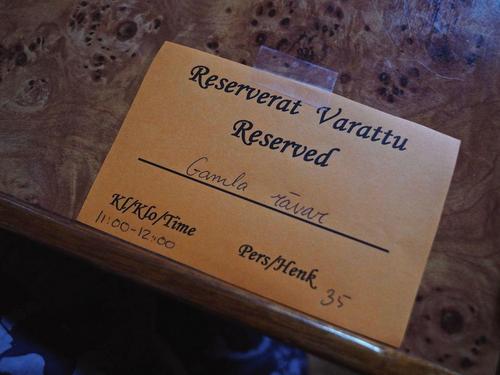 Reserverat Varattu
Reserved
Gamla rävar
Kl/Klo/Time
11:00-12:00
Pers/Henk
35